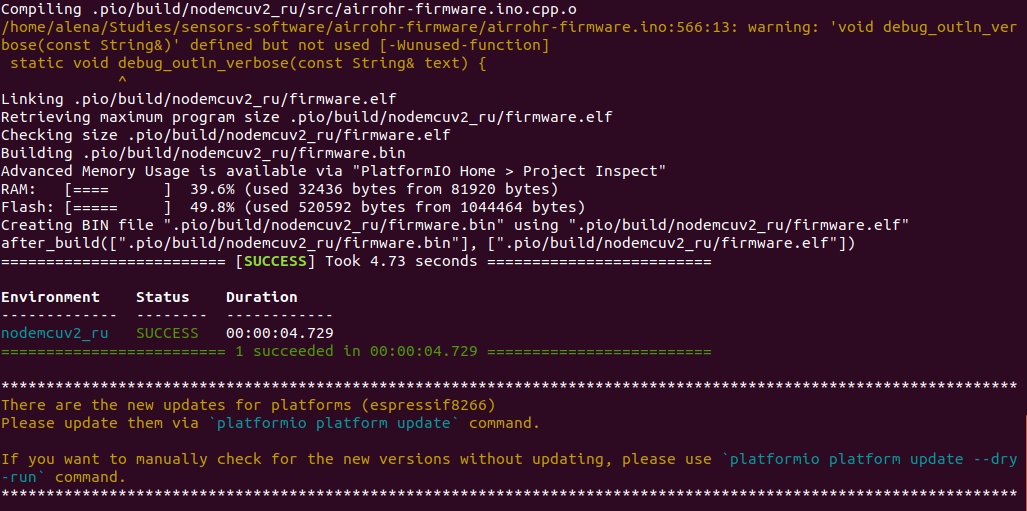 Compiling .pio/build/nodemcuv2_ru/src/airrohr-firmware.ino.cpp.o
/home/alena/Studies/sensors-software/airrohr-firmware/airrohr-firmware.ino:566:13: warning: 'void debug_outln_ver
bose(const String&)' defined but not used [-Wunused-function]
 static void debug_outln_verbose(const String& text) {
             ^
Linking .pio/build/nodemcuv2_ru/firmware.elf
Retrieving maximum program size .pio/build/nodemcuv2_ru/firmware.elf
Checking size .pio/build/nodemcuv2_ru/firmware.elf
Building .pio/build/nodemcuv2_ru/firmware.bin
Advanced Memory Usage is available via "PlatformIO Home > Project Inspect"
RAM:   [====      ]  39.6% (used 32436 bytes from 81920 bytes)
Flash: [=====     ]  49.8% (used 520592 bytes from 1044464 bytes)
Creating BIN file ".pio/build/nodemcuv2_ru/firmware.bin" using ".pio/build/nodemcuv2_ru/firmware.elf"
after_build([".pio/build/nodemcuv2_ru/firmware.bin"], [".pio/build/nodemcuv2_ru/firmware.elf"])
========================= [SUCCESS] Took 4.73 seconds =========================
Environment    Status    Duration
-------------  --------  ------------
nodemcuv2_ru   SUCCESS   00:00:04.729
========================= 1 succeeded in 00:00:04.729 =========================
*****************************************************************************************************************
There are the new updates for platforms (espressif8266)
Please update them via `platformio platform update` command.
If you want to manually check for the new versions without updating, please use `platformio platform update --dry
-run` command.
*****************************************************************************************************************